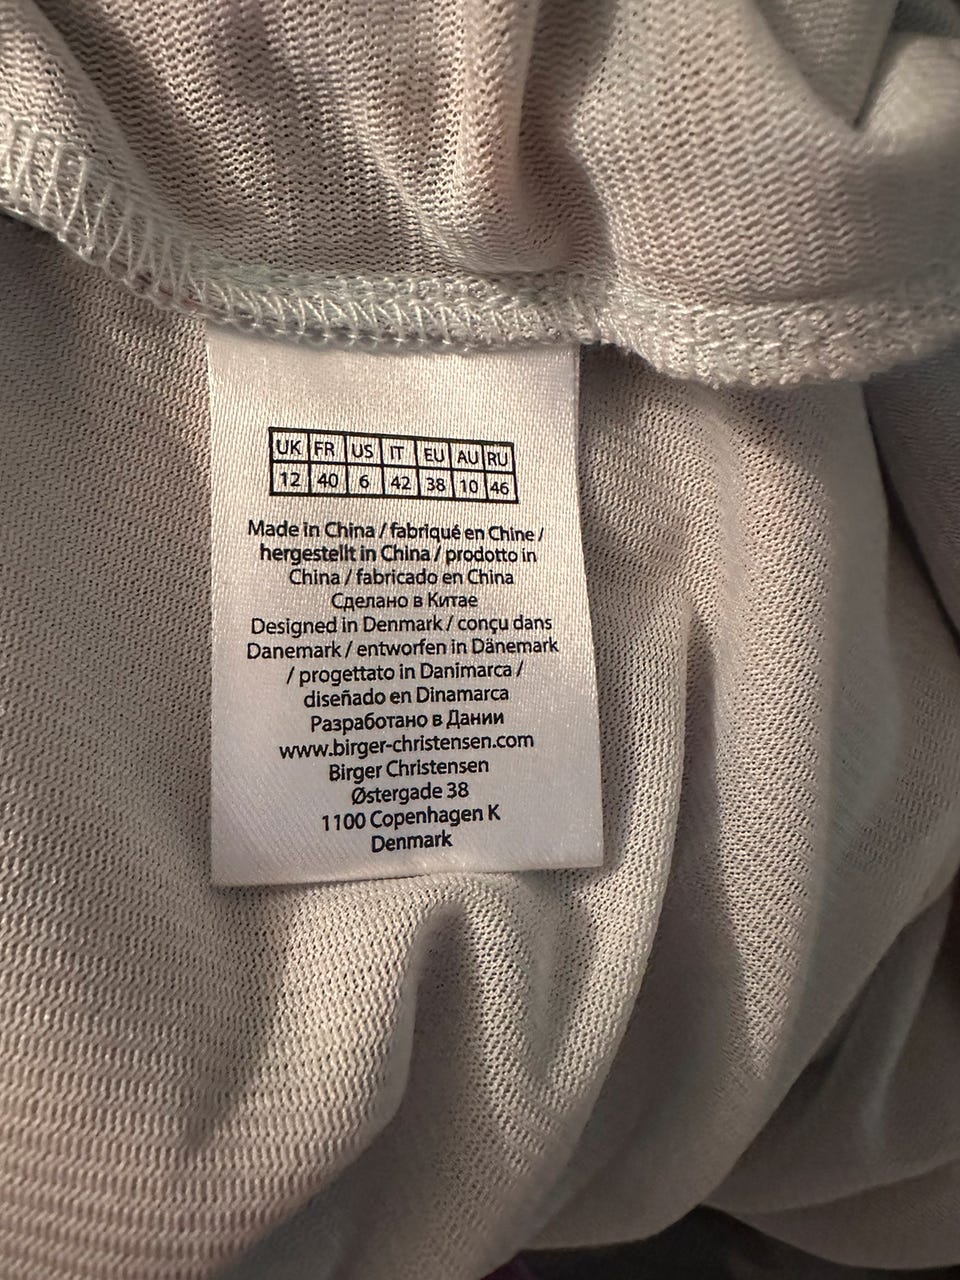 UK FR US IT EU AU RU
12 40 6 42 38 10 46
Made in China / fabriqué en Chine /
hergestellt in China / prodotto in
China / fabricado en China
Сделано в Китае
Designed in Denmark / conçu dans
Danemark / entworfen in Dänemark
/ progettato in Danimarca /
diseñado en Dinamarca
Разработано в Дании
www.birger-christensen.com
Birger Christensen
Østergade 38
1100 Copenhagen K
Denmark